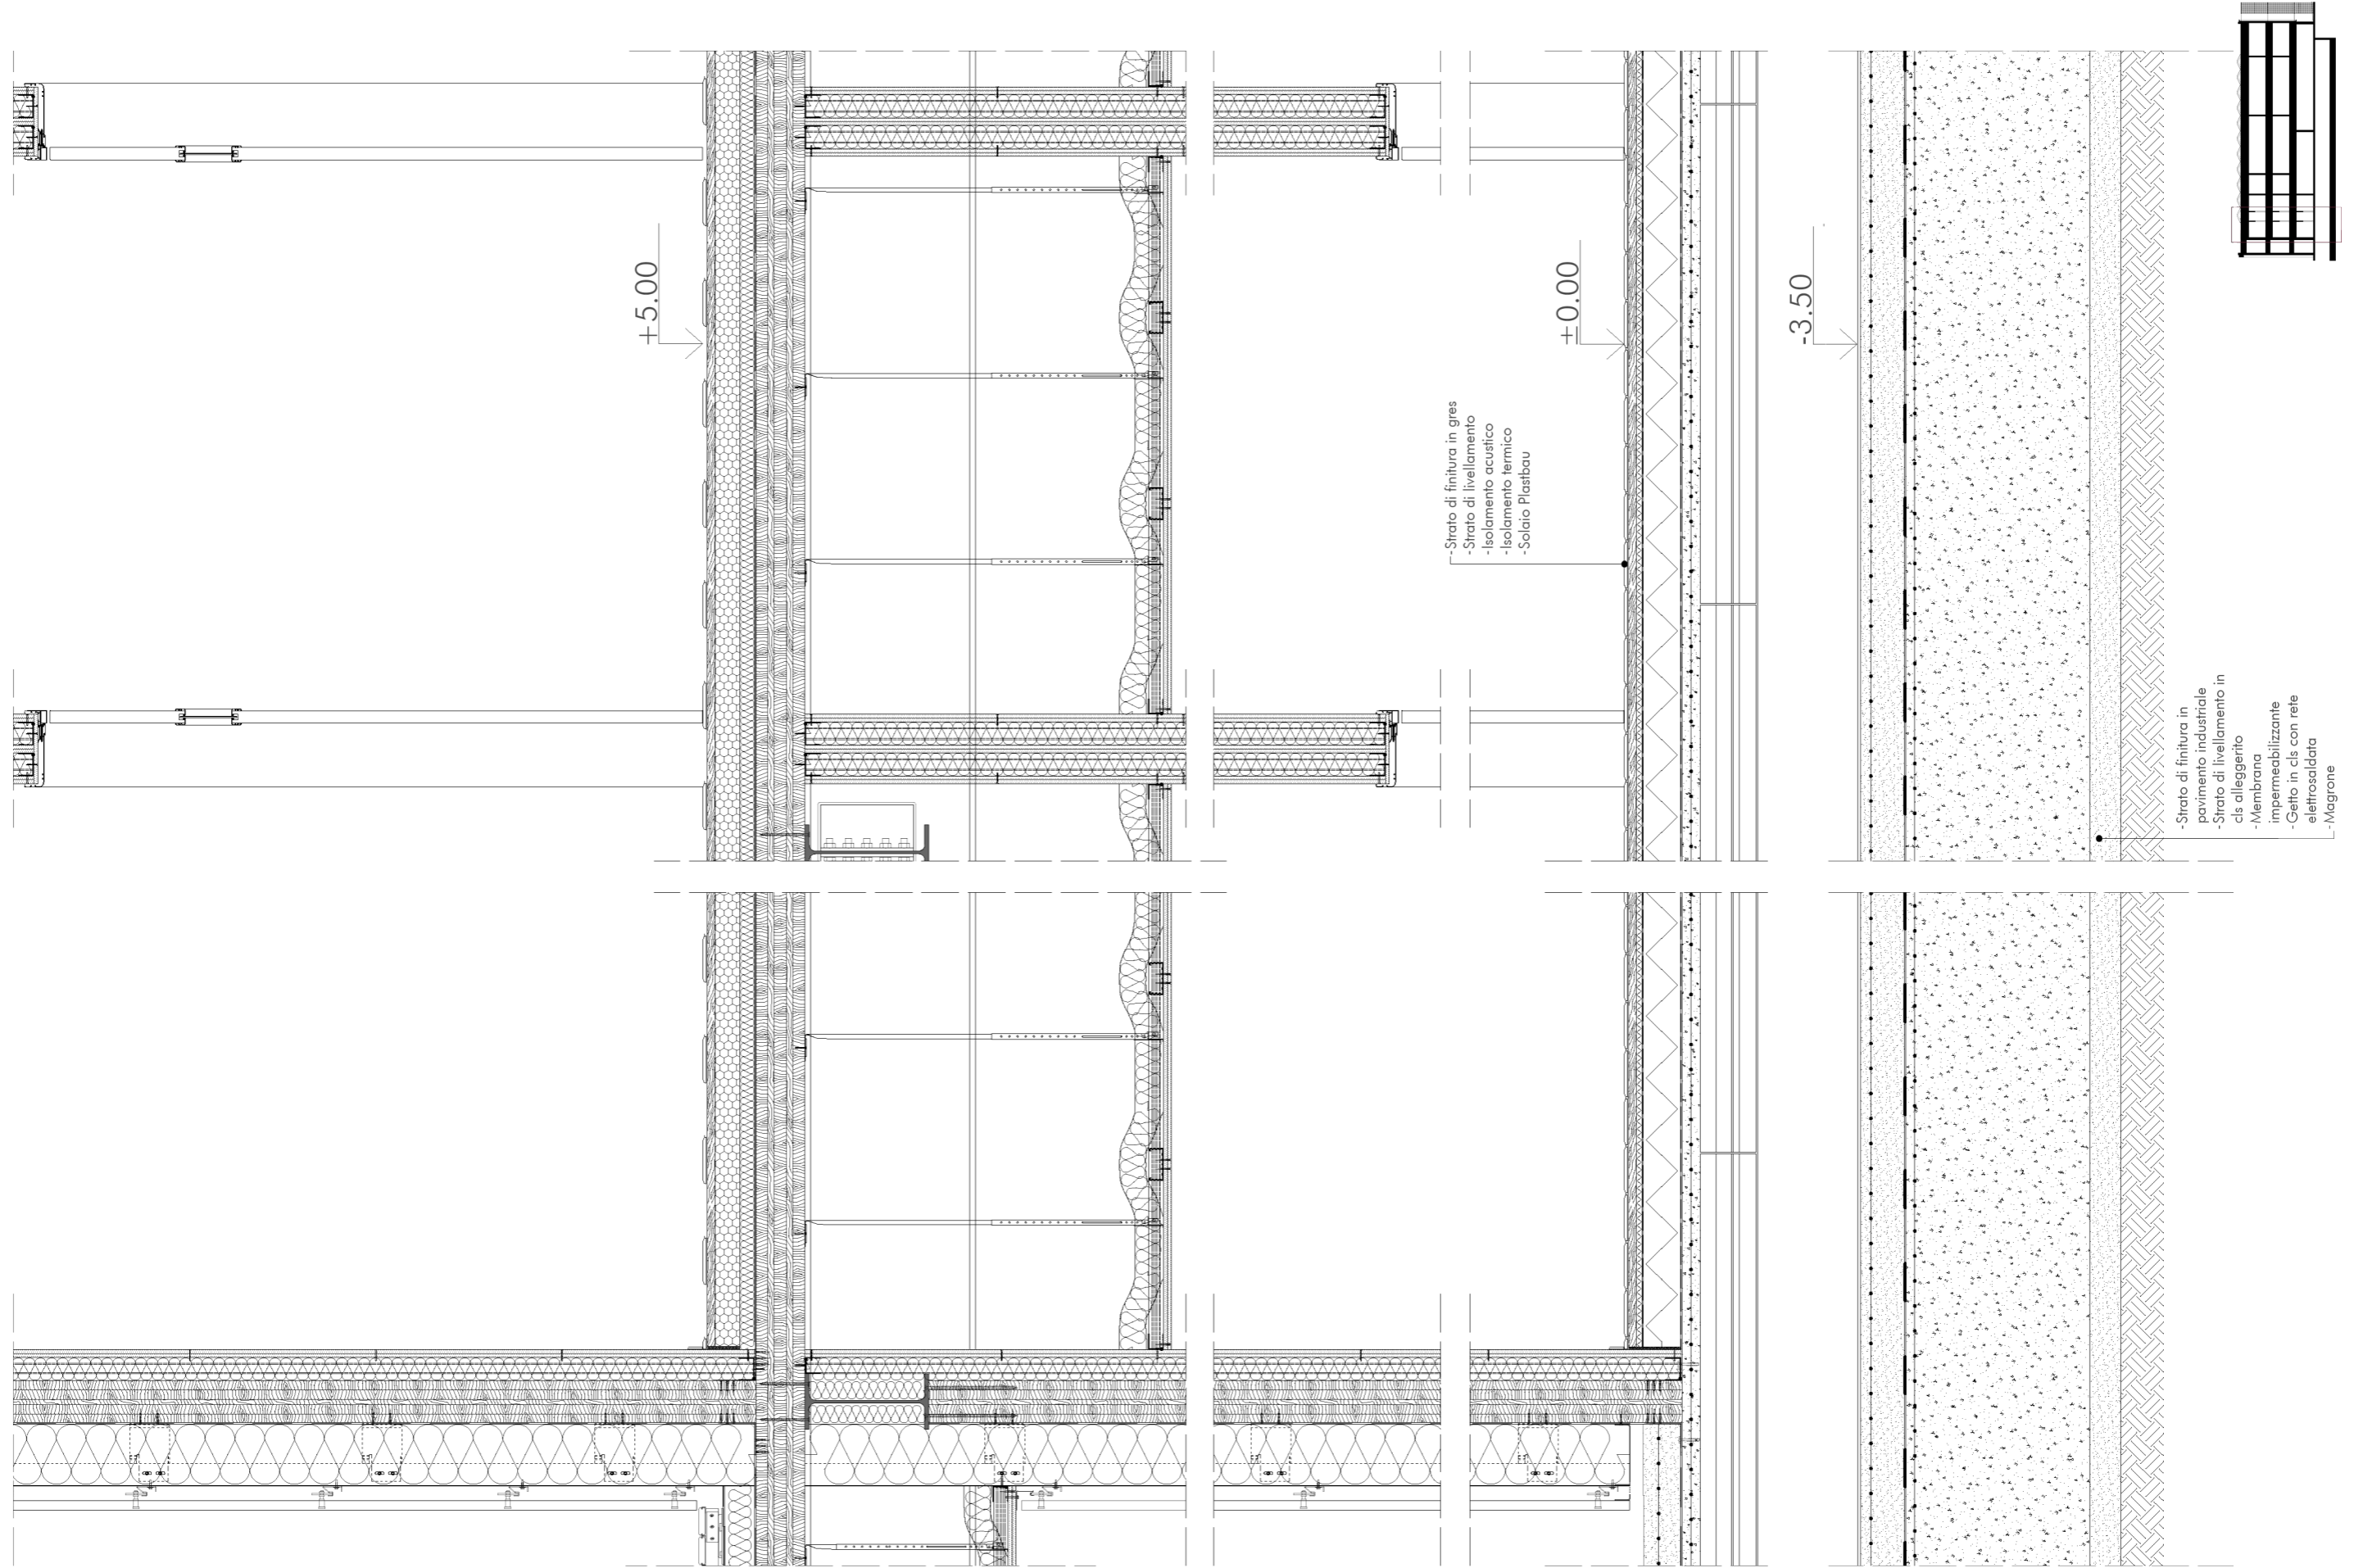 +5.00
±0.00
-3.50
-Strato di finitura in gres
-Strato di livellamento
-Isolamento acustico
-Isolamento termico
-Solaio Plastbau
-Strato di finitura in
pavimento industriale
-Strato di livellamento in
cls alleggerito
-Membrana
impermeabilizzante
-Getto in cls con rete
elettrosaldata
-Magrone